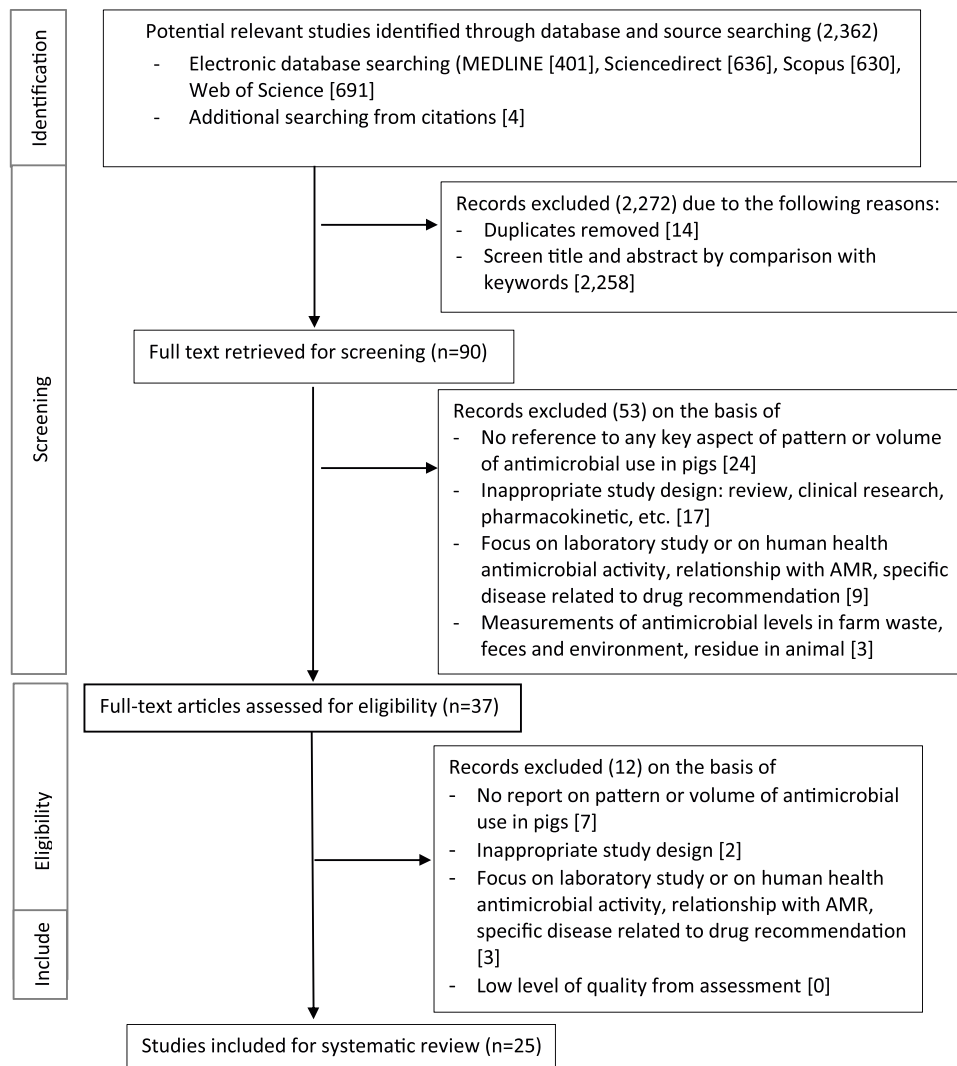 Identification
Potential relevant studies identified through database and source searching (2,362)
- Electronic database searching (MEDLINE [401], Sciencedirect [636], Scopus [630],
Web of Science [691]
- Additional searching from citations [4]
Screening
Records excluded (2,272) due to the following reasons:
- Duplicates removed [14]
- Screen title and abstract by comparison with
keywords [2,258]
Full text retrieved for screening (n=90)
Records excluded (53) on the basis of
- No reference to any key aspect of pattern or volume
of antimicrobial use in pigs [24]
- Inappropriate study design: review, clinical research,
pharmacokinetic, etc. [17]
- Focus on laboratory study or on human health
antimicrobial activity, relationship with AMR, specific
disease related to drug recommendation [9]
- Measurements of antimicrobial levels in farm waste,
feces and environment, residue in animal [3]
Eligibility
Full-text articles assessed for eligibility (n=37)
Records excluded (12) on the basis of
- No report on pattern or volume of antimicrobial
use in pigs [7]
- Inappropriate study design [2]
- Focus on laboratory study or on human health
antimicrobial activity, relationship with AMR,
specific disease related to drug recommendation
[3]
- Low level of quality from assessment [0]
Include
Studies included for systematic review (n=25)